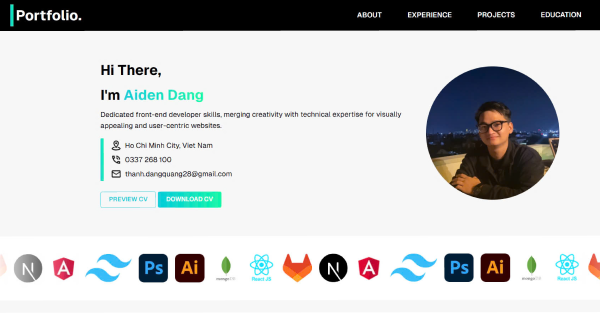 Portfolio.
ABOUT EXPERIENCE PROJECTS EDUCATION
Hi There,
I'm Aiden Dang
Dedicated front-end developer skills, merging creativity with technical expertise for visually
appealing and user-centric websites.
Ho Chi Minh City, Viet Nam
0337 268 100
thanh.dangquang28@gmail.com
PREVIEW CV DOWNLOAD CV
N Ps Ai mongoDB React JS N Ps Ai mongoDB React JS